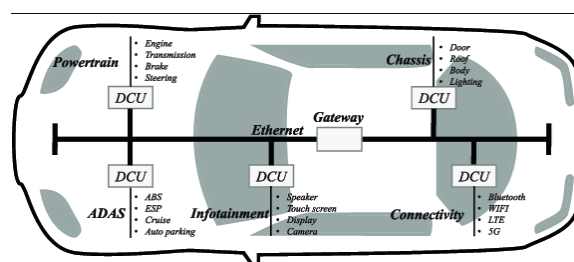 Powertrain
Engine
Transmission
Brake
Steering
DCU
Chassis
Door
Roof
Body
Lighting
DCU
Ethernet
Gateway
DCU
ADAS
ABS
ESP
Cruise
Auto parking
DCU
Infotainment
Speaker
Touch screen
Display
Camera
DCU
Connectivity
Bluetooth
WIFI
LTE
5G